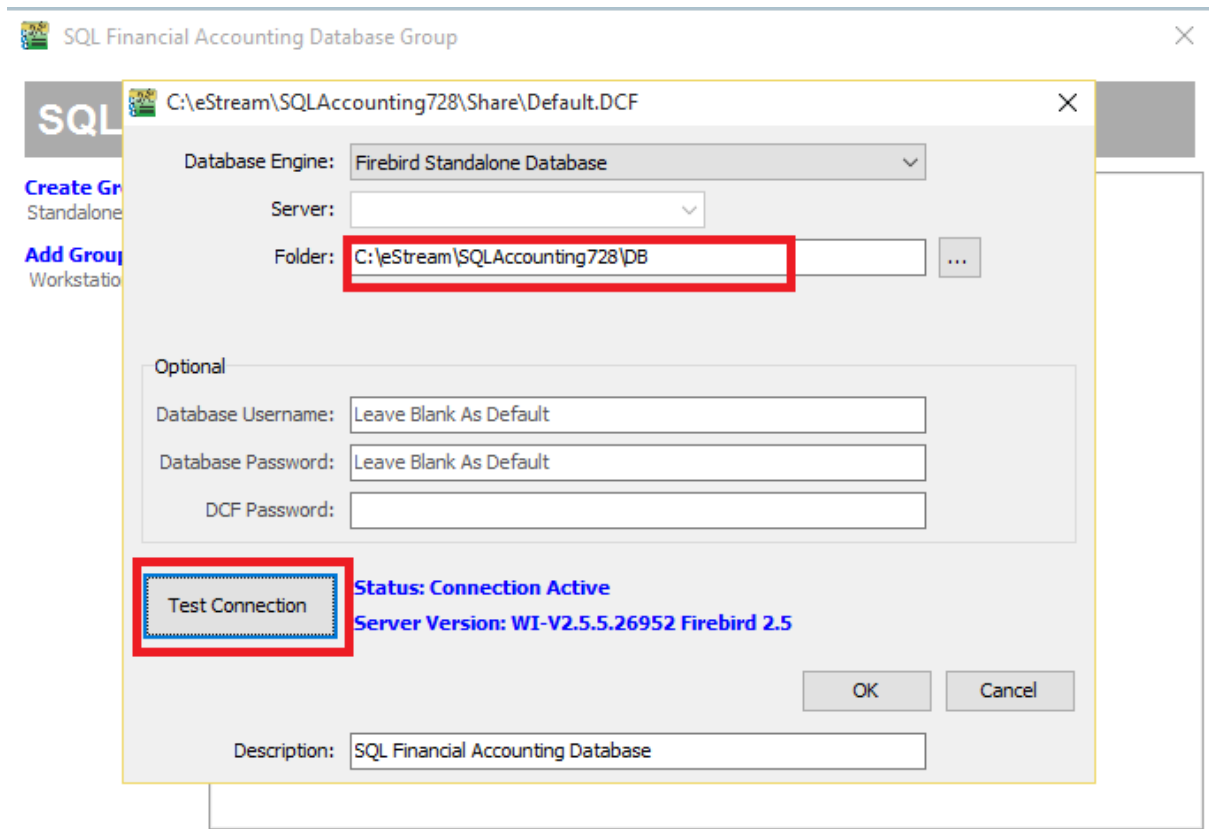 SQL Financial Accounting Database Group
SQL
C:\eStream\SQLAccounting728\Share\Default.DCF
Database Engine: Firebird Standalone Database
Create Gr
Standalone
Server:
Add Group
Workstatio
Folder: C:\eStream\SQLAccounting728\DB ...
Optional
Database Username: Leave Blank As Default
Database Password: Leave Blank As Default
DCF Password:
Test Connection
Status: Connection Active
Server Version: WI-V2.5.5.26952 Firebird 2.5
OK Cancel
Description: SQL Financial Accounting Database